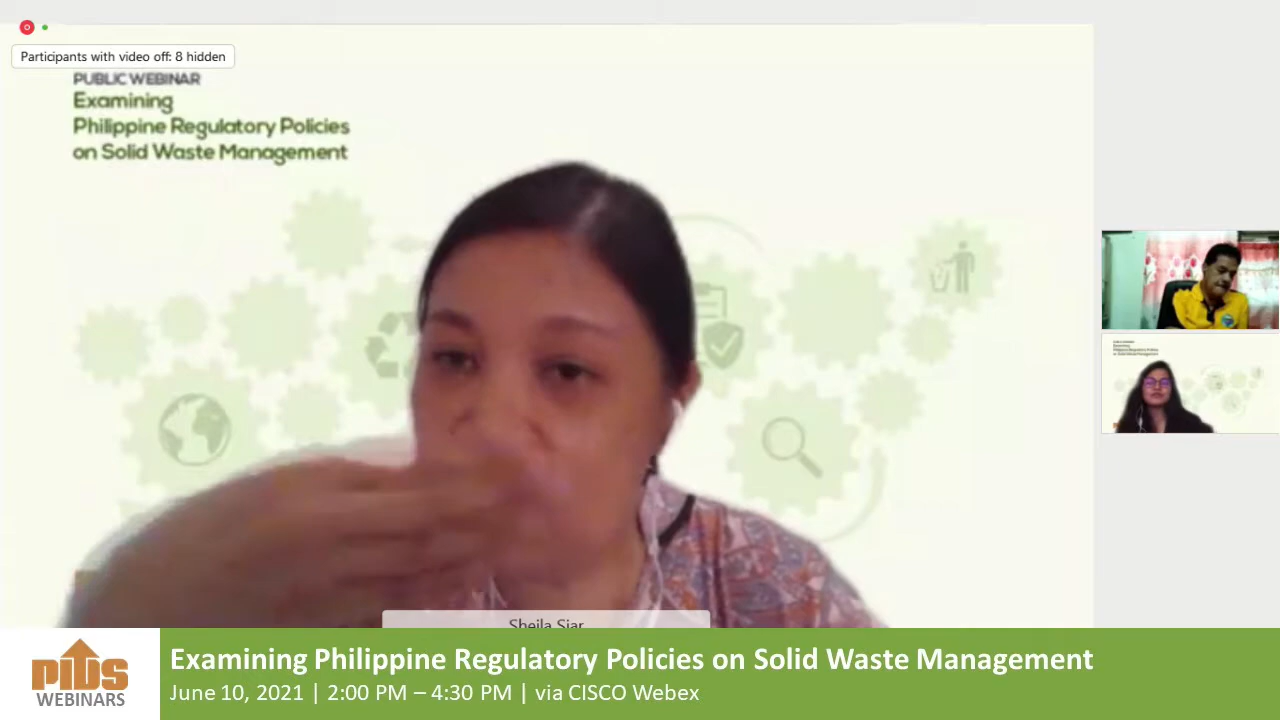 Participants with video off: 8 hidden
PUBLIC WEBINAR
Examining
Philippine Regulatory Policies
on Solid Waste Management
Sheila Siar
PIDS
WEBINARS
Examining Philippine Regulatory Policies on Solid Waste Management
June 10, 2021 | 2:00 PM – 4:30 PM | via CISCO Webex